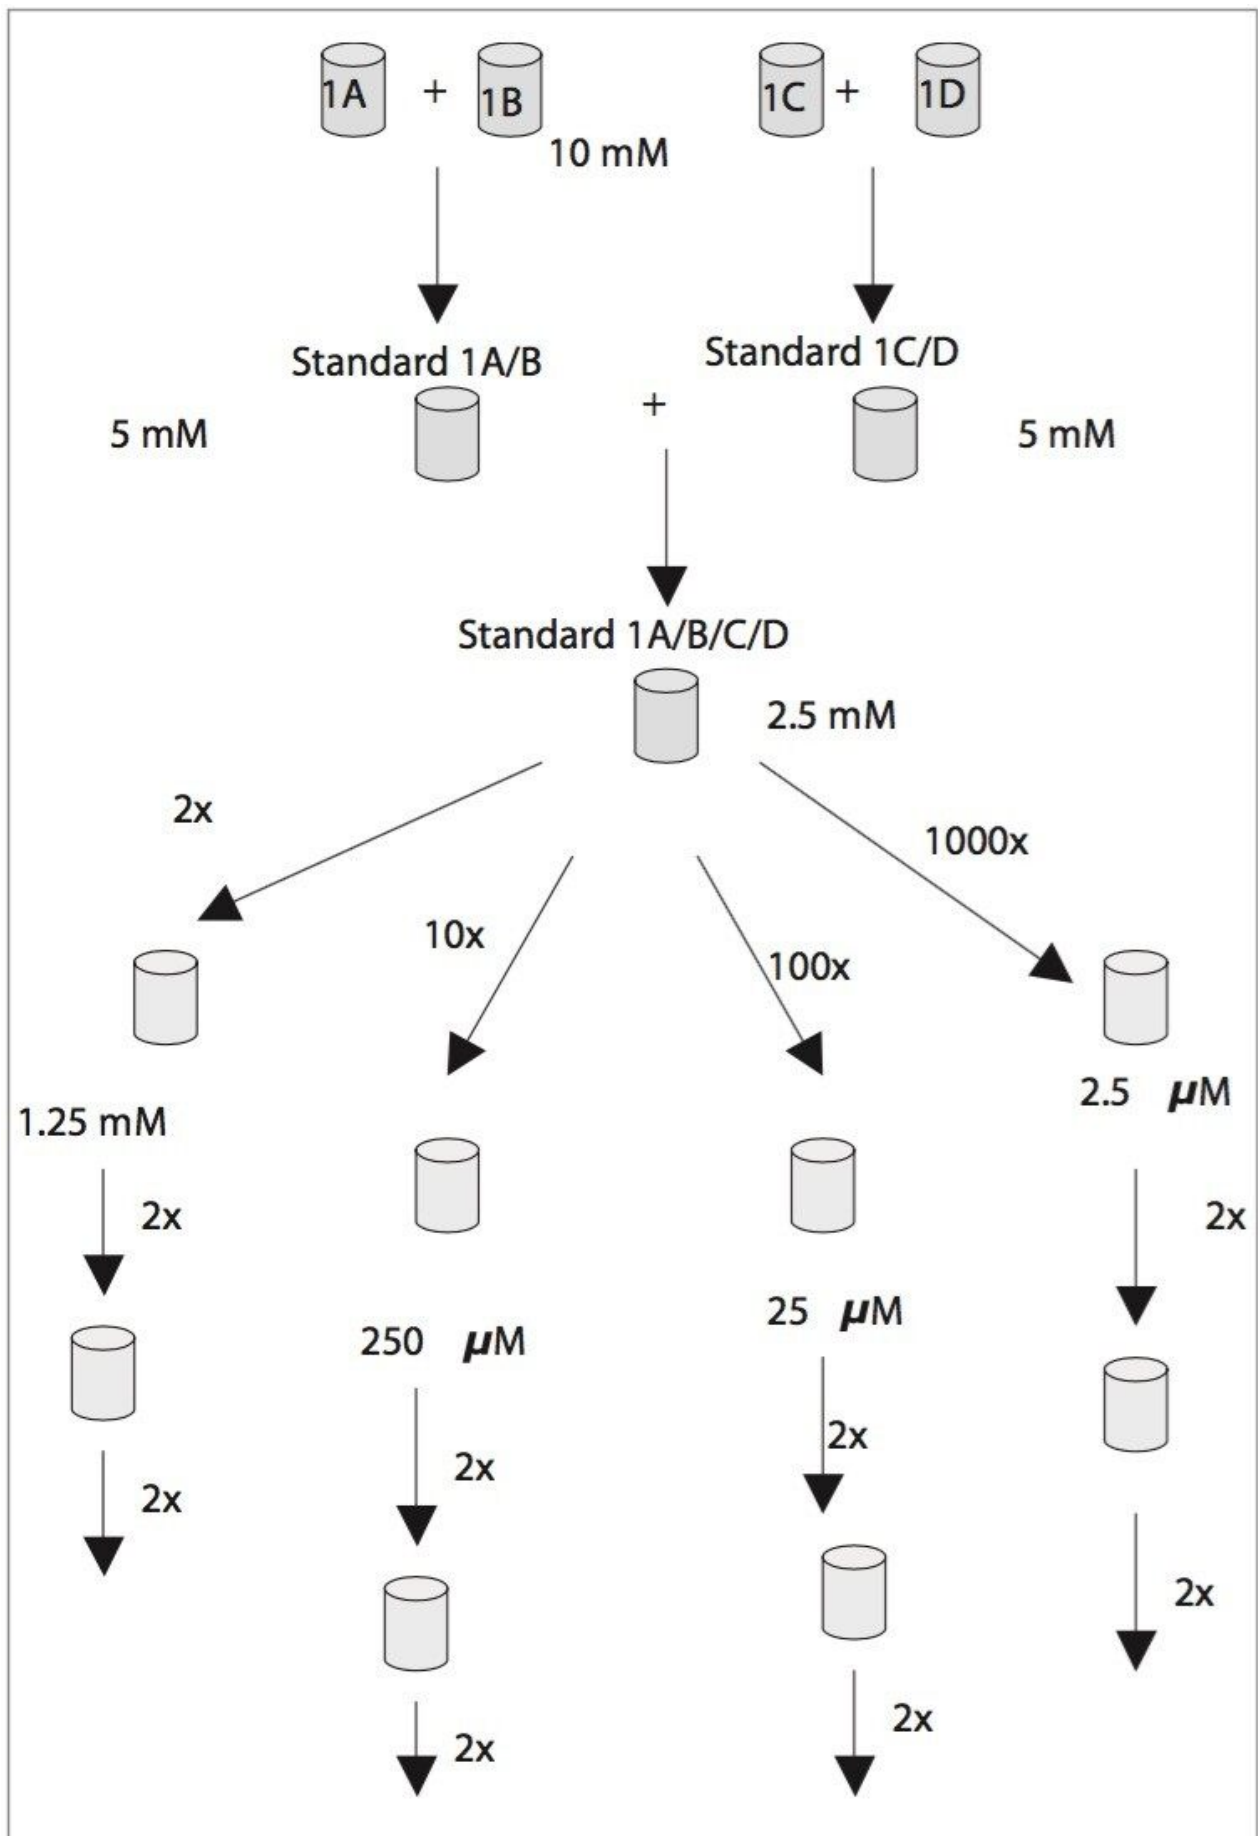 1A + 1B 1C + 1D
10 mM
Standard 1A/B Standard 1C/D
+
5 mM 5 mM
Standard 1A/B/C/D
2.5 mM
2x
1000x
10x
100x
2.5 µM
1.25 mM
2x 2x
25 µM
250 µM
2x
2x
2x
2x
2x
2x